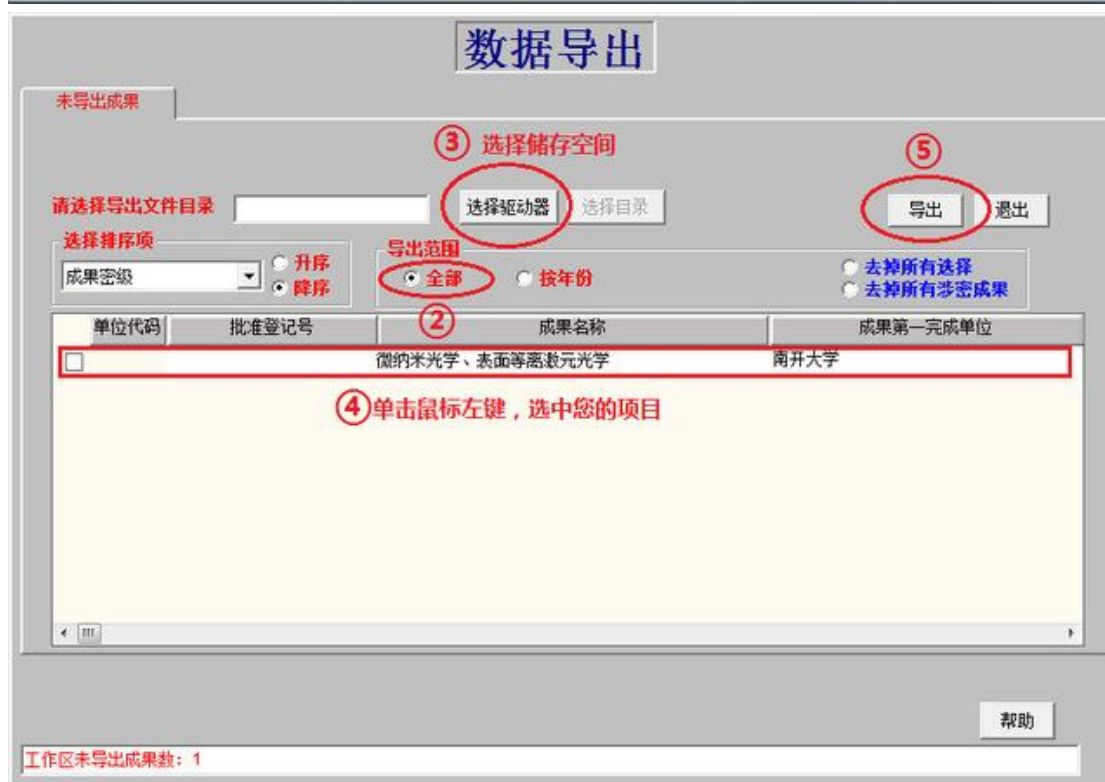 数据导出
未导出成果
③ 选择储存空间
⑤
请选择导出文件目录 选择驱动器 选择目录 导出 退出
选择排序项 导出范围
成果密级 升序 降序 全部 按年份 去掉所有选择
去掉所有涉密成果
②
单位代码 批准登记号 成果名称 成果第一完成单位
微纳米光学、表面等离激元光学 南开大学
④单击鼠标左键，选中您的项目
帮助
工作区未导出成果数：1